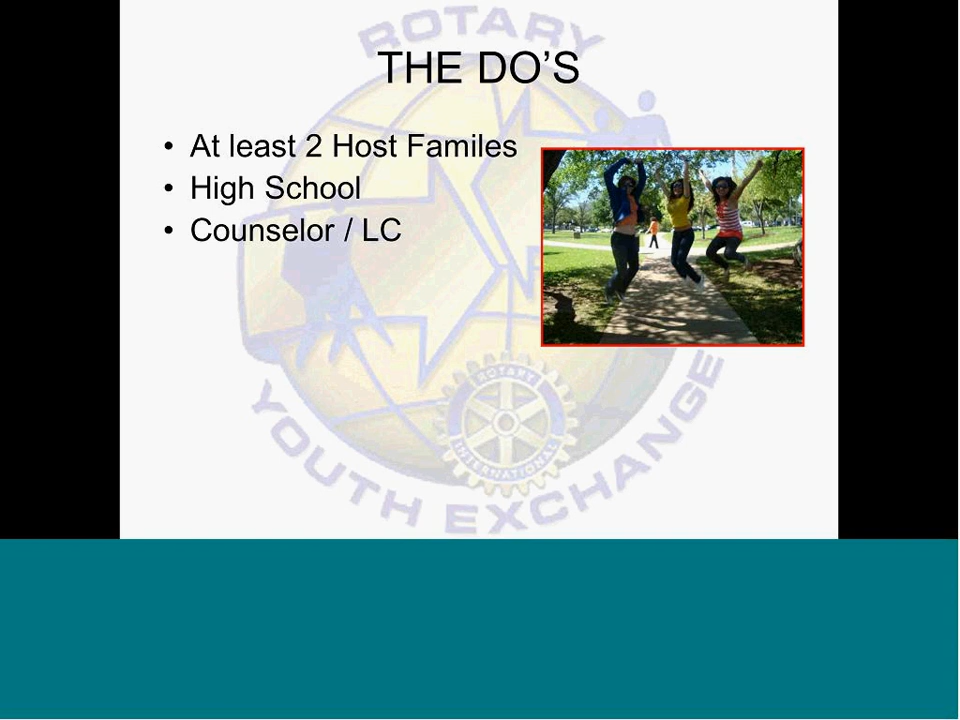 ROTARY
THE DO’S
• At least 2 Host Familes
• High School
• Counselor / LC
ROTARY
INTERNATIONAL
YOUTH EXCHANGE